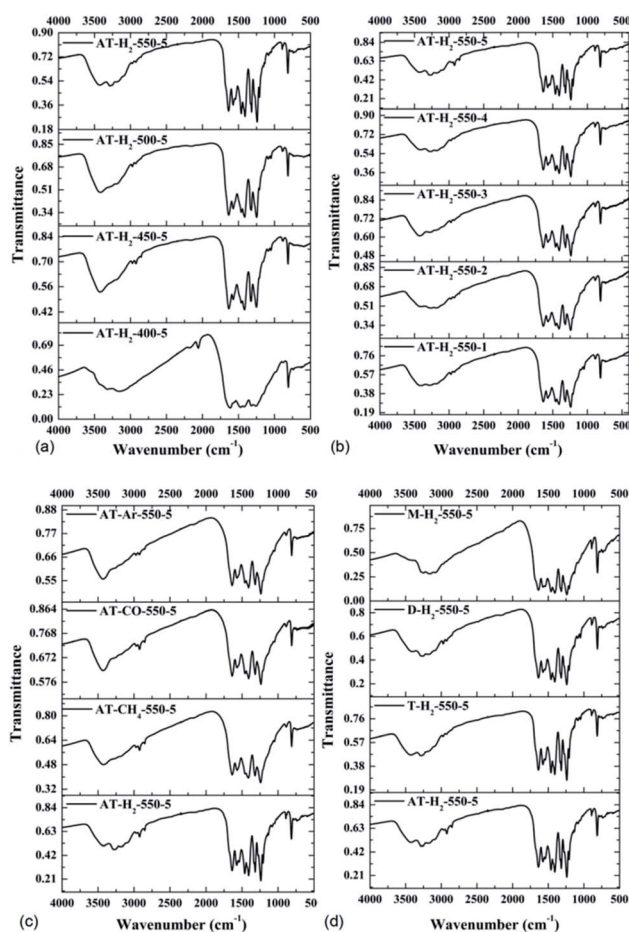 4000 3500 3000 2500 2000 1500 1000 500
0.90
AT-H₂-550-5
0.72
0.54
0.36
0.18
0.85
AT-H₂-500-5
0.68
0.51
0.34
0.84
AT-H₂-450-5
0.70
0.56
0.42
AT-H₂-400-5
0.69
0.46
0.23
0.00
Transmittance
4000 3500 3000 2500 2000 1500 1000 500
(a)
Wavenumber (cm⁻¹)
4000 3500 3000 2500 2000 1500 1000 500
0.84
AT-H₂-550-5
0.63
0.42
0.21
0.90
AT-H₂-550-4
0.72
0.54
0.36
AT-H₂-550-3
0.84
0.72
0.60
0.48
0.85
AT-H₂-550-2
0.68
0.51
0.34
AT-H₂-550-1
0.76
0.57
0.38
0.19
Transmittance
4000 3500 3000 2500 2000 1500 1000 500
(b)
Wavenumber (cm⁻¹)
4000 3500 3000 2500 2000 1500 1000 50
0.88
AT-Ar-550-5
0.77
0.66
0.55
0.864
AT-CO-550-5
0.768
0.672
0.576
AT-CH₄-550-5
0.80
0.64
0.48
0.32
AT-H₂-550-5
0.84
0.63
0.42
0.21
Transmittance
4000 3500 3000 2500 2000 1500 1000 50
(c)
Wavenumber (cm⁻¹)
4000 3500 3000 2500 2000 1500 1000 500
M-H₂-550-5
0.75
0.50
0.25
0.00
D-H₂-550-5
0.8
0.6
0.4
0.2
T-H₂-550-5
0.76
0.57
0.38
0.19
AT-H₂-550-5
0.84
0.63
0.42
0.21
Transmittance
4000 3500 3000 2500 2000 1500 1000 500
(d)
Wavenumber (cm⁻¹)